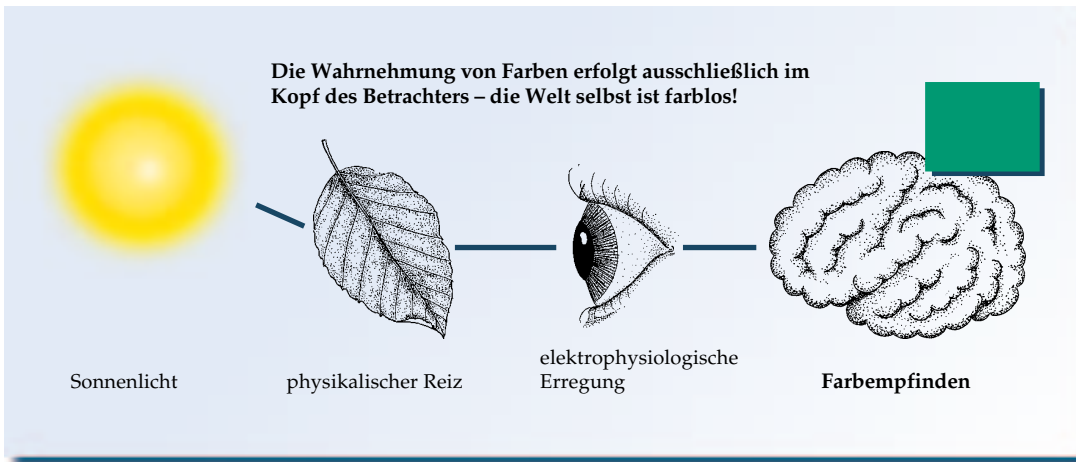 Die Wahrnehmung von Farben erfolgt ausschließlich im
Kopf des Betrachters – die Welt selbst ist farblos!
Sonnenlicht
physikalischer Reiz
elektrophysiologische
Erregung
Farbempfinden